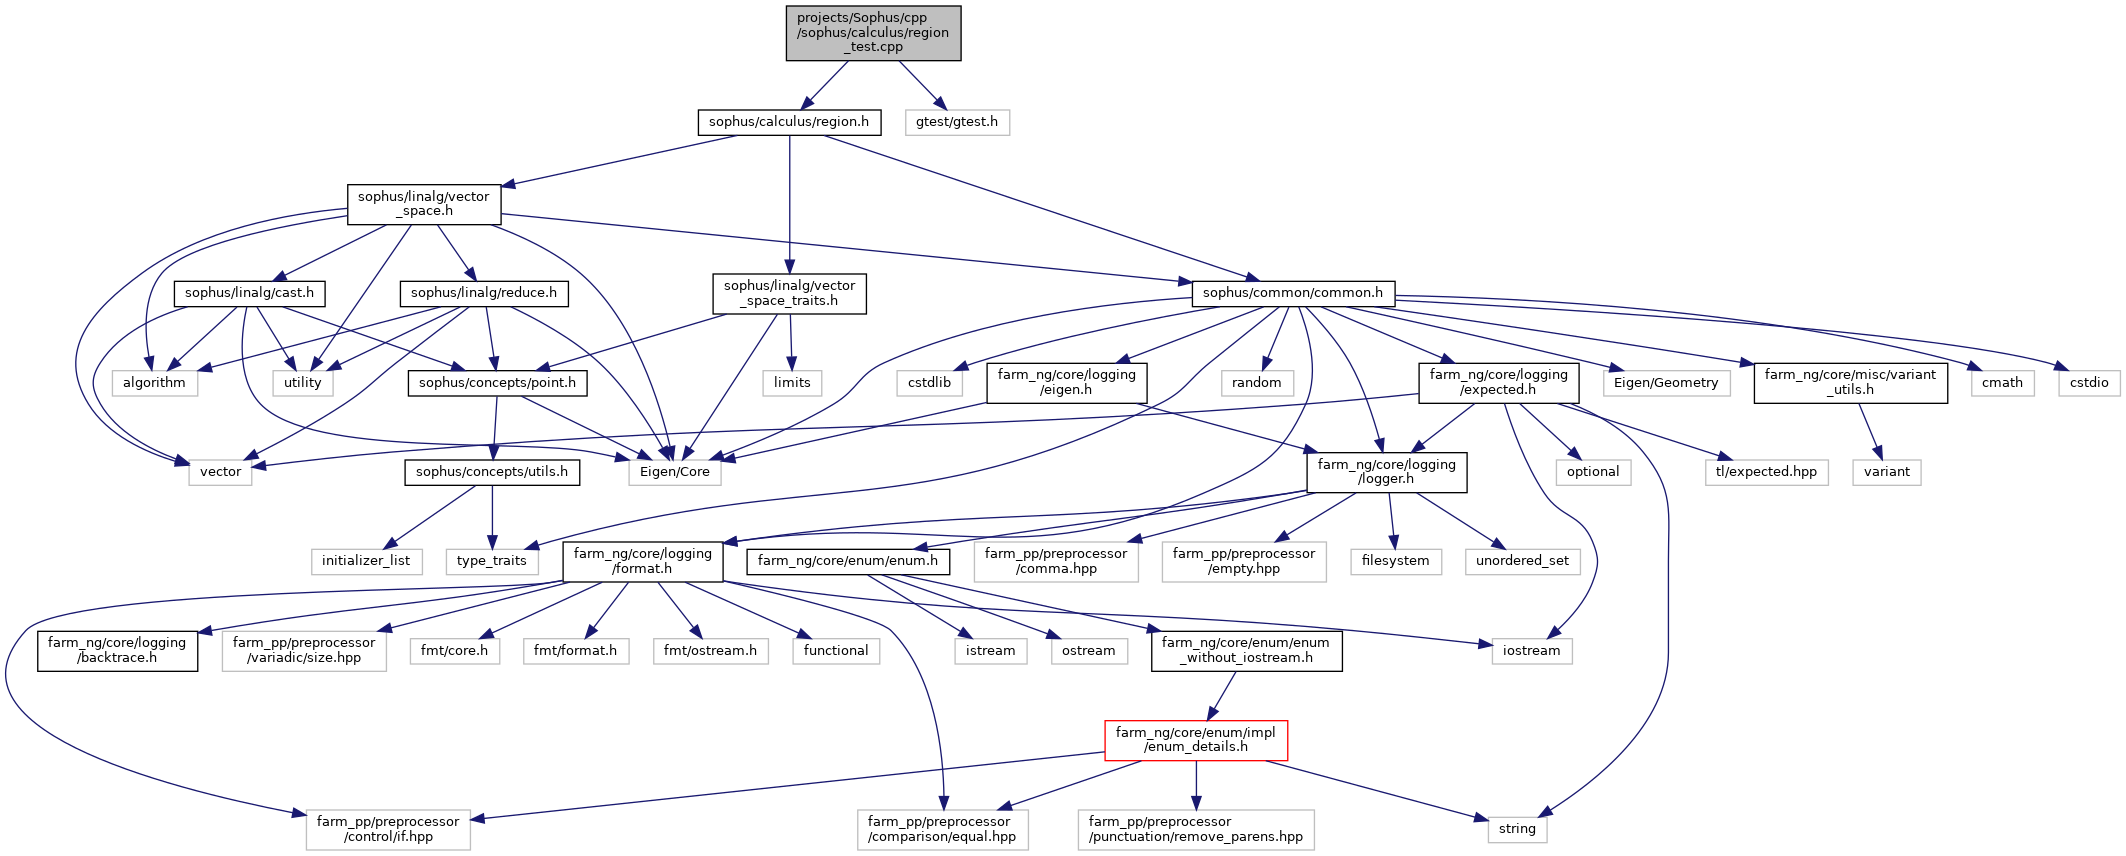 projects/Sophus/cpp
/sophus/calculus/region
_test.cpp
sophus/calculus/region.h
gtest/gtest.h
sophus/linalg/vector
_space.h
sophus/linalg/cast.h
sophus/linalg/reduce.h
sophus/linalg/vector
_space_traits.h
sophus/common/common.h
algorithm
utility
sophus/concepts/point.h
limits
cstdlib
farm_ng/core/logging
/eigen.h
random
farm_ng/core/logging
/expected.h
Eigen/Geometry
farm_ng/core/misc/variant
_utils.h
cmath
cstdio
vector
sophus/concepts/utils.h
Eigen/Core
farm_ng/core/logging
/logger.h
optional
tl/expected.hpp
variant
initializer_list
type_traits
farm_ng/core/logging
/format.h
farm_ng/core/enum/enum.h
farm_pp/preprocessor
/comma.hpp
farm_pp/preprocessor
/empty.hpp
filesystem
unordered_set
farm_ng/core/logging
/backtrace.h
farm_pp/preprocessor
/variadic/size.hpp
fmt/core.h
fmt/format.h
fmt/ostream.h
functional
istream
ostream
farm_ng/core/enum/enum
_without_iostream.h
iostream
farm_ng/core/enum/impl
/enum_details.h
farm_pp/preprocessor
/control/if.hpp
farm_pp/preprocessor
/comparison/equal.hpp
farm_pp/preprocessor
/punctuation/remove_parens.hpp
string